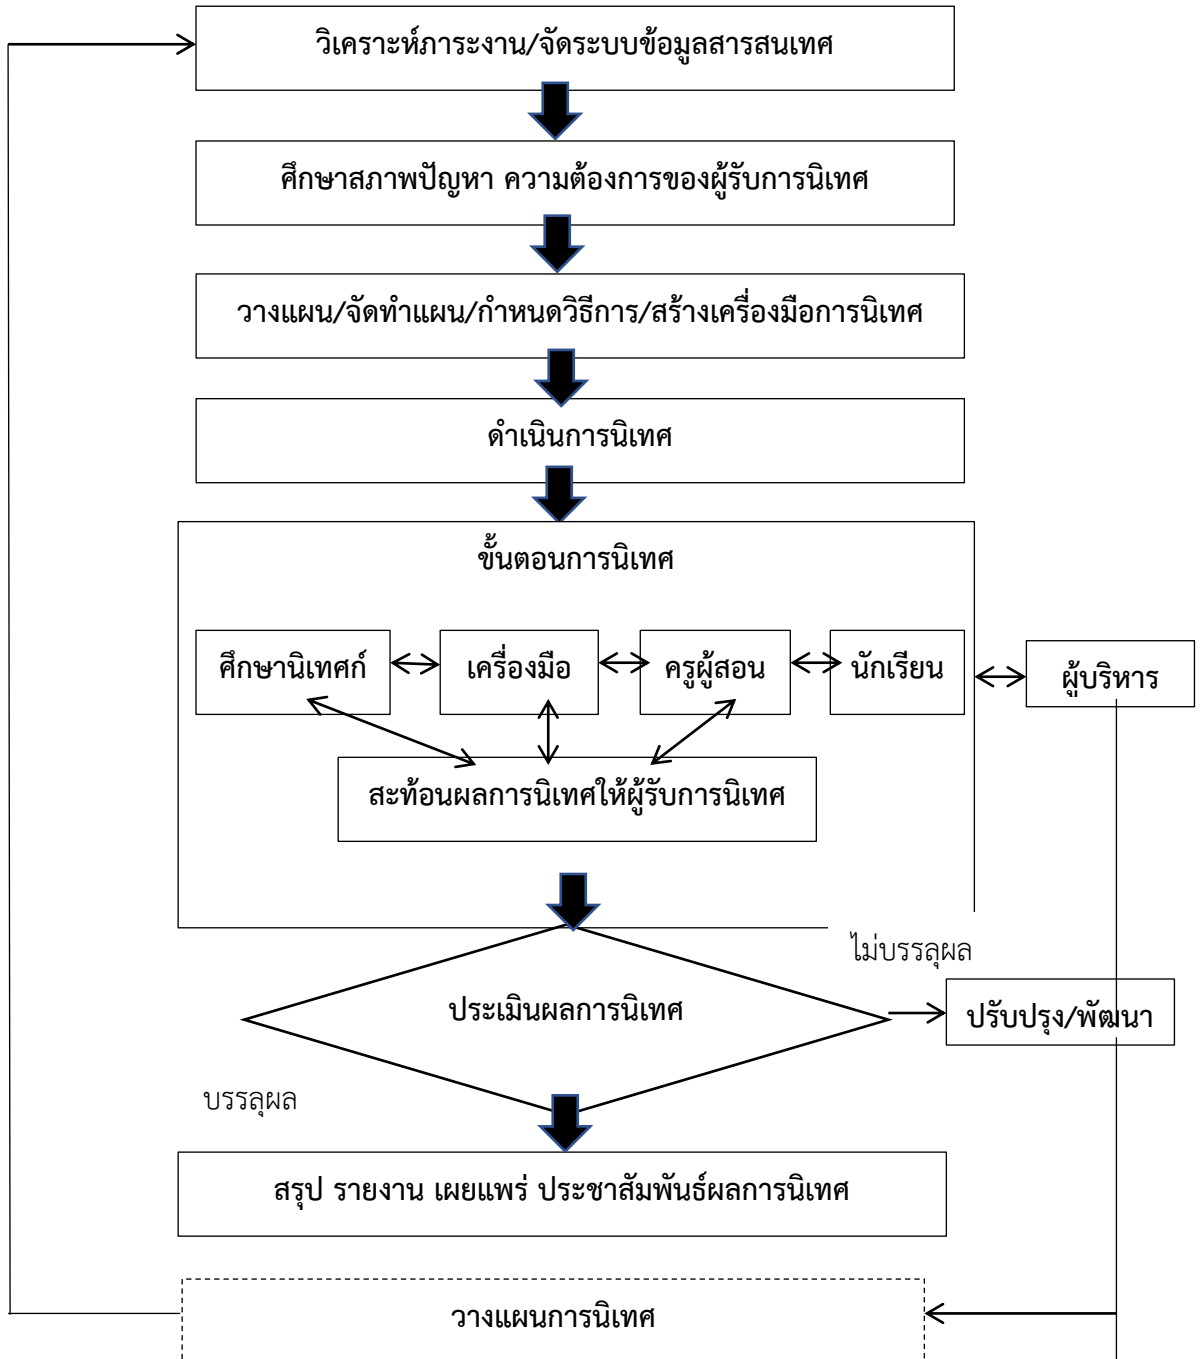 วิเคราะห์ภาระงาน/จัดระบบข้อมูลสารสนเทศ
ศึกษาสภาพปัญหา ความต้องการของผู้รับการนิเทศ
วางแผน/จัดทำแผน/กำหนดวิธีการ/สร้างเครื่องมือการนิเทศ
ดำเนินการนิเทศ
ขั้นตอนการนิเทศ
ศึกษานิเทศก์
เครื่องมือ
ครูผู้สอน
นักเรียน
ผู้บริหาร
สะท้อนผลการนิเทศให้ผู้รับการนิเทศ
ไม่บรรลุผล
ประเมินผลการนิเทศ
ปรับปรุง/พัฒนา
บรรลุผล
สรุป รายงาน เผยแพร่ ประชาสัมพันธ์ผลการนิเทศ
วางแผนการนิเทศ